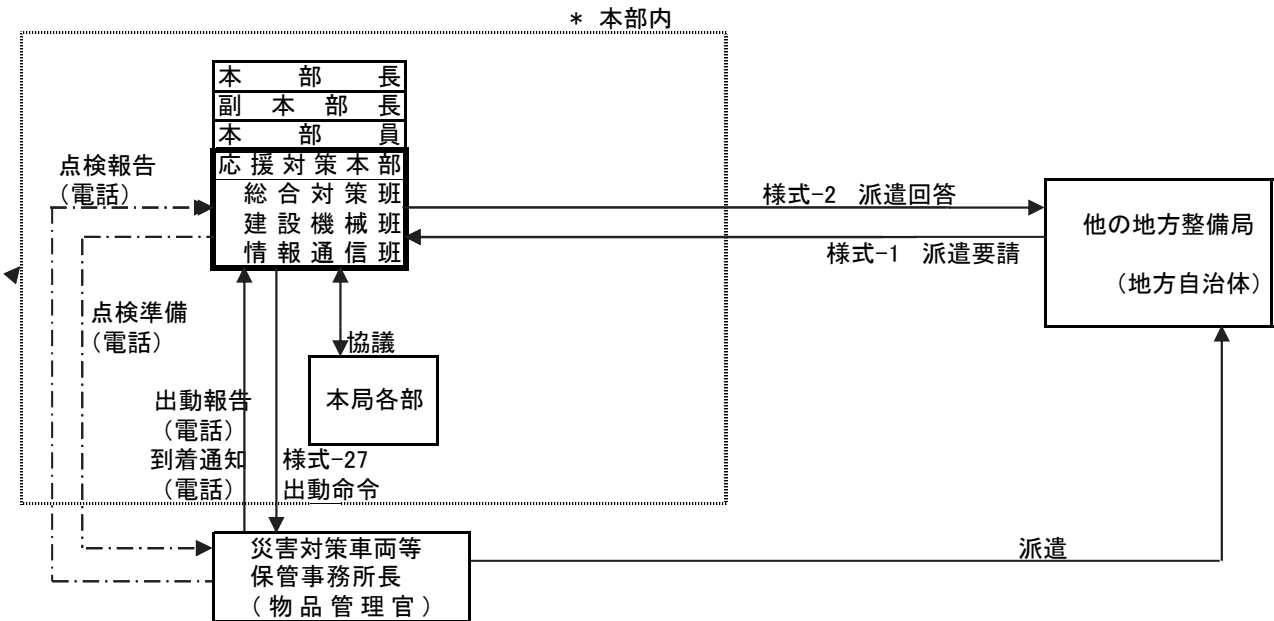 * 本部内
本部長
副本部長
本部員
応援対策本部
総合対策班
建設機械班
情報通信班
点検報告
(電話)
様式-2 派遣回答
様式-1 派遣要請
他の地方整備局
(地方自治体)
点検準備
(電話)
協議
本局各部
出動報告
(電話)
到着通知
(電話)
様式-27
出動命令
災害対策車両等
保管事務所長
(物品管理官)
派遣